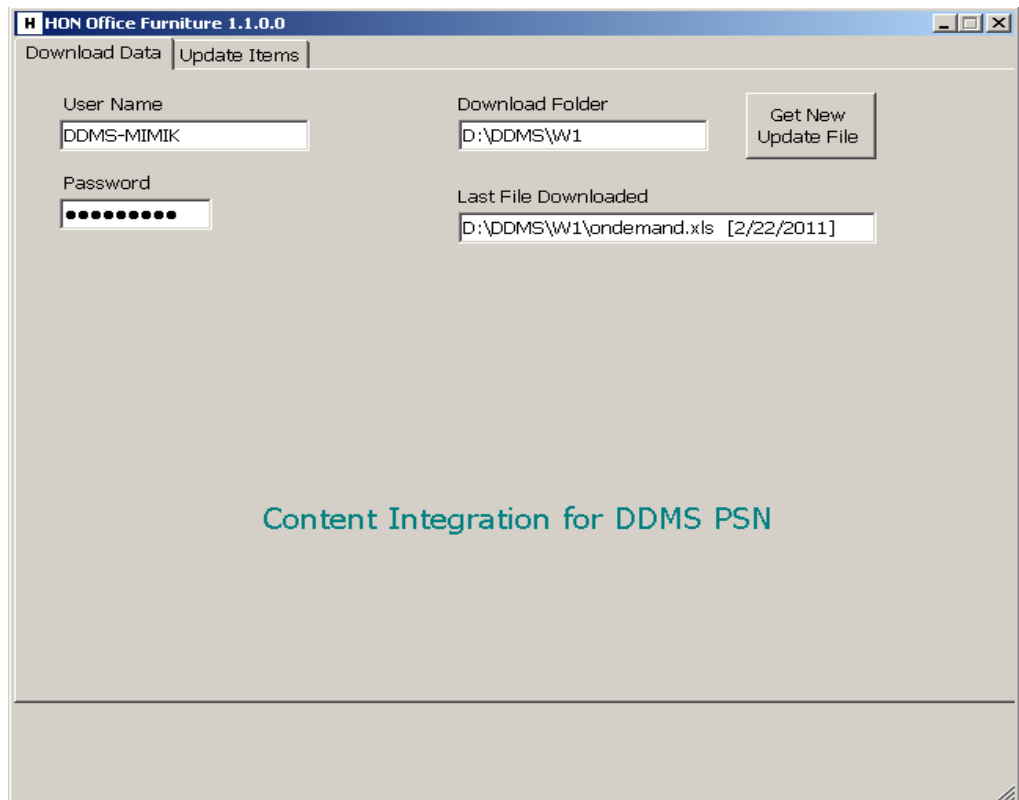 H HON Office Furniture 1.1.0.0
Download Data Update Items
User Name
DDMS-MIMIK
Password
●●●●●●●●●
Download Folder
D:\DDMS\W1
Get New
Update File
Last File Downloaded
D:\DDMS\W1\ondemand.xls [2/22/2011]
Content Integration for DDMS PSN